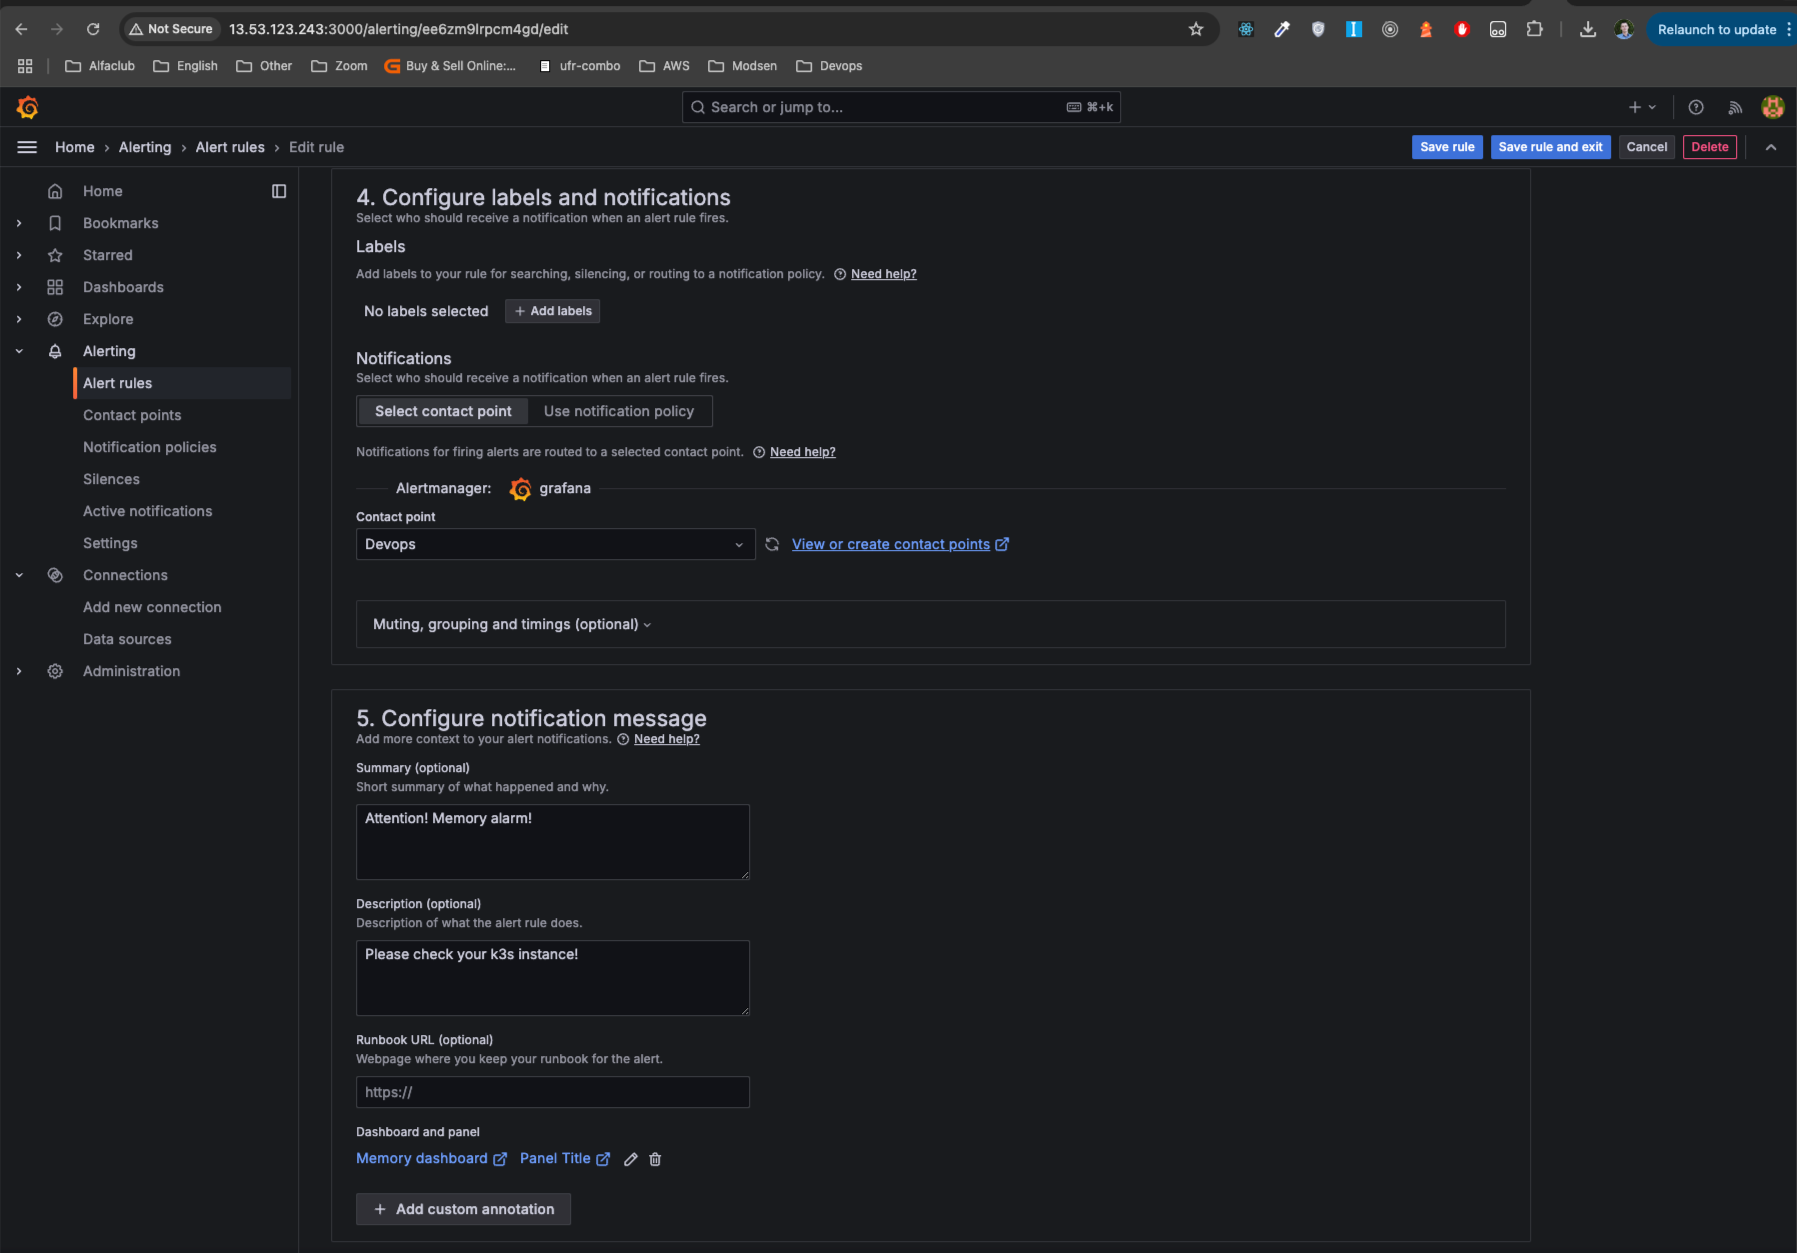 Not Secure
13.53.123.243:3000/alerting/ee6zm9lrpcm4gd/edit
Relaunch to update
Alfaclub
English
Other
Zoom
Buy & Sell Online:...
ufr-combo
AWS
Modsen
Devops
Search or jump to...
⌘+k
Home › Alerting › Alert rules › Edit rule
Save rule
Save rule and exit
Cancel
Delete
Home
Bookmarks
Starred
Dashboards
Explore
Alerting
Alert rules
Contact points
Notification policies
Silences
Active notifications
Settings
Connections
Add new connection
Data sources
Administration
4. Configure labels and notifications
Select who should receive a notification when an alert rule fires.
Labels
Add labels to your rule for searching, silencing, or routing to a notification policy. Need help?
No labels selected
+ Add labels
Notifications
Select who should receive a notification when an alert rule fires.
Select contact point
Use notification policy
Notifications for firing alerts are routed to a selected contact point. Need help?
Alertmanager: grafana
Contact point
Devops
View or create contact points
Muting, grouping and timings (optional)
5. Configure notification message
Add more context to your alert notifications. Need help?
Summary (optional)
Short summary of what happened and why.
Attention! Memory alarm!
Description (optional)
Description of what the alert rule does.
Please check your k3s instance!
Runbook URL (optional)
Webpage where you keep your runbook for the alert.
https://
Dashboard and panel
Memory dashboard
Panel Title
+ Add custom annotation